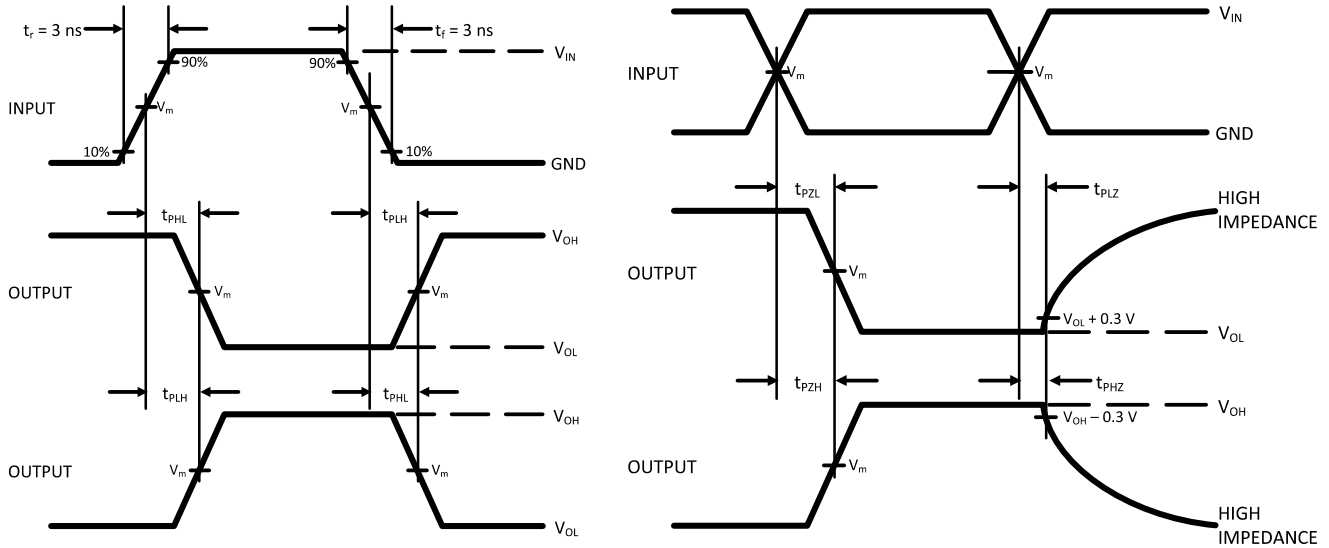 tr = 3 ns
tf = 3 ns
VIN
90%
90%
INPUT
Vm
Vm
10%
10%
GND
tPHL
tPLH
VOH
OUTPUT
Vm
Vm
VOL
tPLH
tPHL
VOH
OUTPUT
Vm
Vm
VOL
VIN
INPUT
Vm
Vm
GND
tPZL
tPLZ
HIGH
IMPEDANCE
OUTPUT
Vm
VOL + 0.3 V
VOL
tPZH
tPHZ
VOH
VOH – 0.3 V
OUTPUT
Vm
HIGH
IMPEDANCE